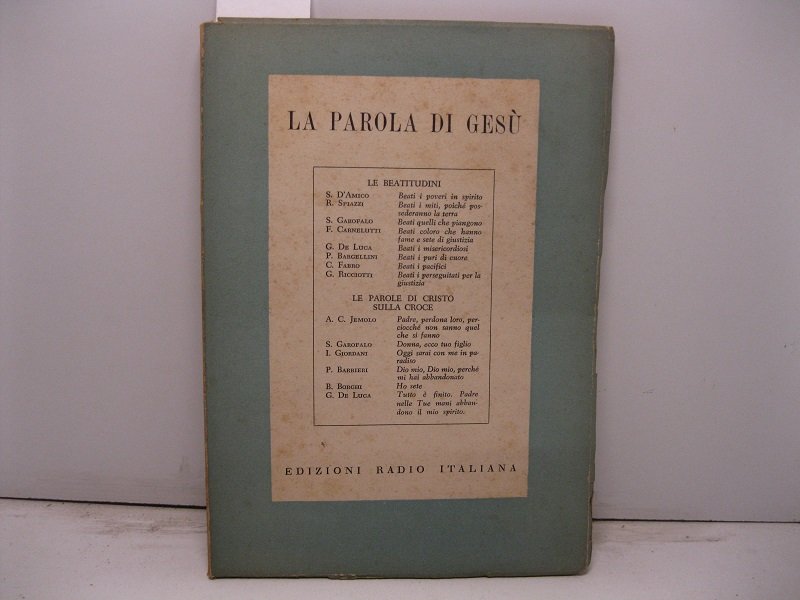 LA PAROLA DI GESÙ
LE BEATITUDINI
S. D'AMICO Beati i poveri in spirito
R. SPIAZZI Beati i miti, poiché pos-
sederanno la terra
S. GAROFALO Beati quelli che piangono
F. CARNELUTTI Beati coloro che hanno
fame e sete di giustizia
G. DE LUCA Beati i misericordiosi
P. BARGELLINI Beati i puri di cuore
C. FABRO Beati i pacifici
G. RICCIOTTI Beati i perseguitati per la
giustizia
LE PAROLE DI CRISTO
SULLA CROCE
A. C. JEMOLO Padre, perdona loro, per-
ciocché non sanno quel
che si fanno
S. GAROFALO Donna, ecco tuo figlio
I. GIORDANI Oggi sarai con me in pa-
radiso
P. BARBIERI Dio mio, Dio mio, perché
mi hai abbandonato
B. BORGHI Ho sete
G. DE LUCA Tutto è finito. Padre
nelle Tue mani abban-
dono il mio spirito.
EDIZIONI RADIO ITALIANA